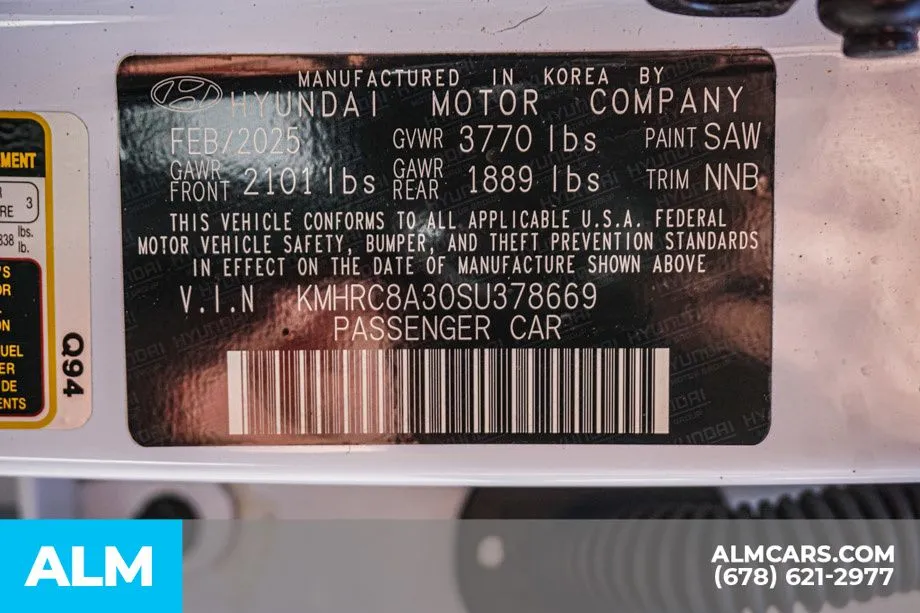 MANUFACTURED IN KOREA BY
HYUNDAI MOTOR COMPANY
FEB/2025 GVWR 3770 lbs PAINT SAW
GAWR FRONT 2101 lbs GAWR REAR 1889 lbs TRIM NNB
THIS VEHICLE CONFORMS TO ALL APPLICABLE U.S.A. FEDERAL
MOTOR VEHICLE SAFETY, BUMPER, AND THEFT PREVENTION STANDARDS
IN EFFECT ON THE DATE OF MANUFACTURE SHOWN ABOVE
V.I.N KMHRC8A30SU378669
PASSENGER CAR
3
lbs.
lb.
Q94
ALM
ALMCARS.COM
(678) 621-2977